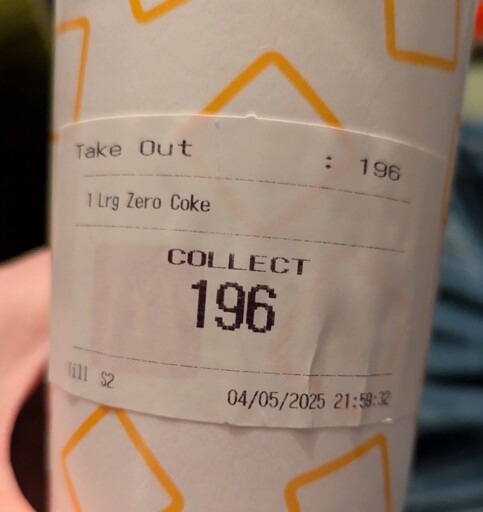 Take Out : 196
1 Lrg Zero Coke
COLLECT
196
Till S2
04/05/2025 21:59:32